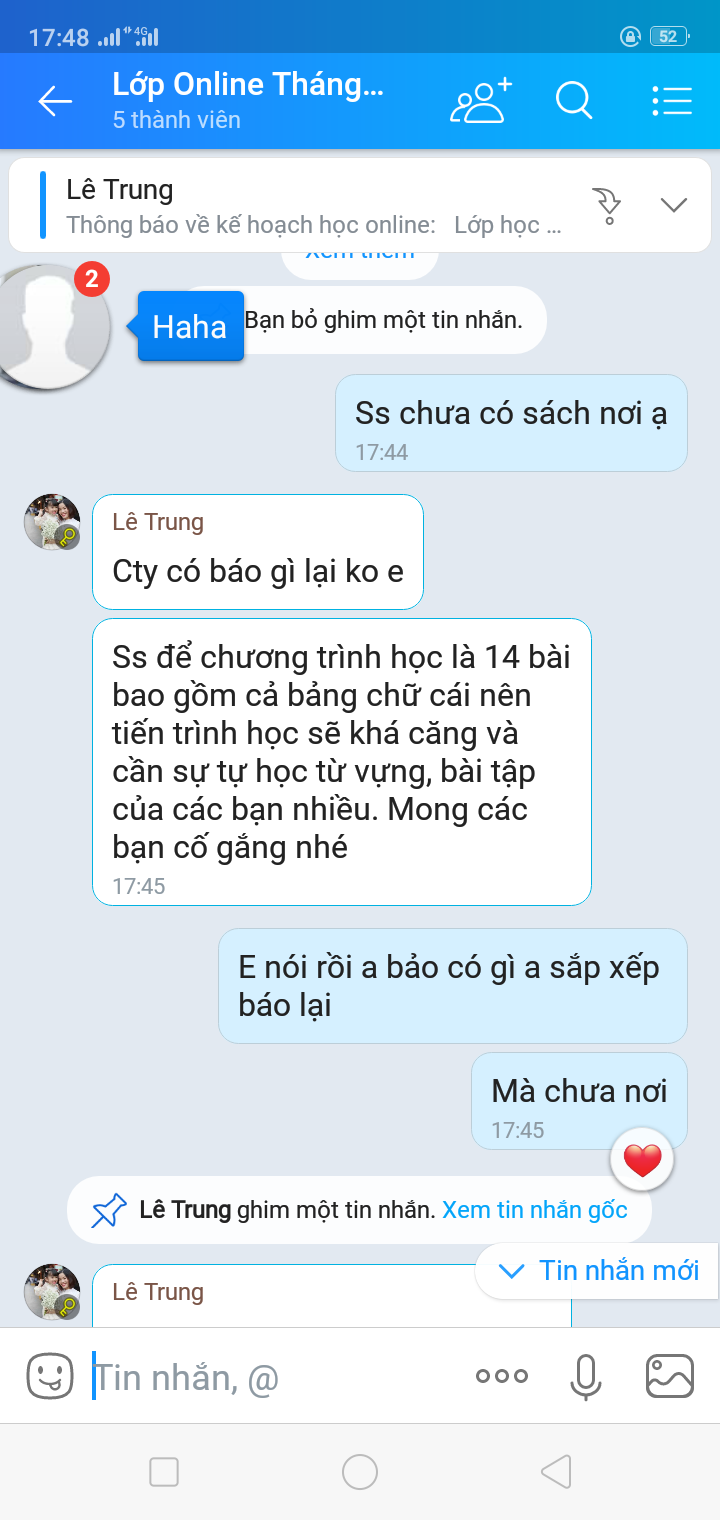 17:48
4G
52
Lớp Online Tháng...
5 thành viên
Lê Trung
Thông báo về kế hoạch học online: Lớp học ...
Xem thêm
2
Haha
Bạn bỏ ghim một tin nhắn.
Ss chưa có sách nơi ạ
17:44
Lê Trung
Cty có báo gì lại ko e
Ss để chương trình học là 14 bài
bao gồm cả bảng chữ cái nên
tiến trình học sẽ khá căng và
cần sự tự học từ vựng, bài tập
của các bạn nhiều. Mong các
bạn cố gắng nhé
17:45
E nói rồi a bảo có gì a sắp xếp
báo lại
Mà chưa nơi
17:45
Lê Trung ghim một tin nhắn. Xem tin nhắn gốc
Tin nhắn mới
Lê Trung
Tin nhắn, @